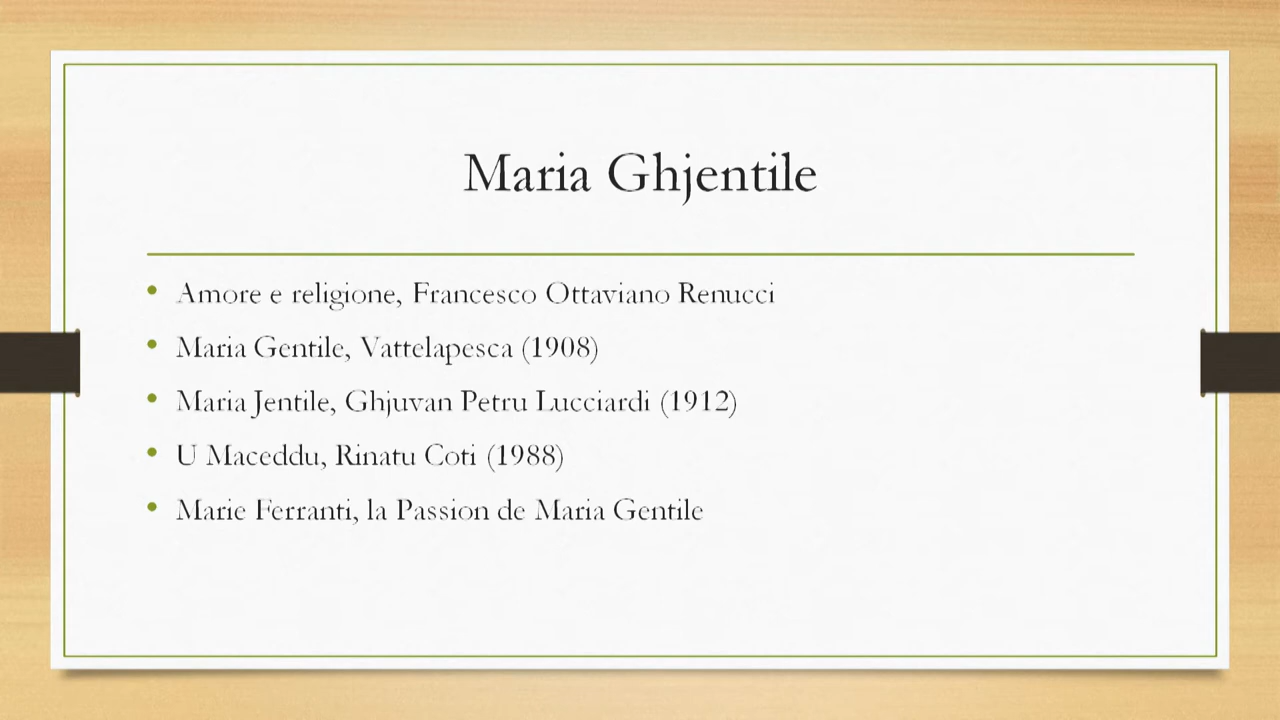 Maria Ghjentile
• Amore e religione, Francesco Ottaviano Renucci
• Maria Gentile, Vattelapesca (1908)
• Maria Jentile, Ghjuvan Petru Lucciardi (1912)
• U Maceddu, Rinatu Coti (1988)
• Marie Ferranti, la Passion de Maria Gentile